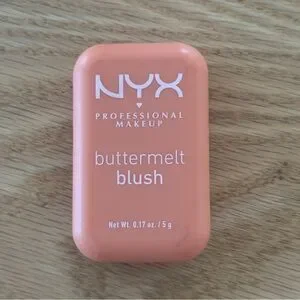 NYX
PROFESSIONAL
MAKEUP
buttermelt
blush
Net Wt. 0.17 oz. / 5 g